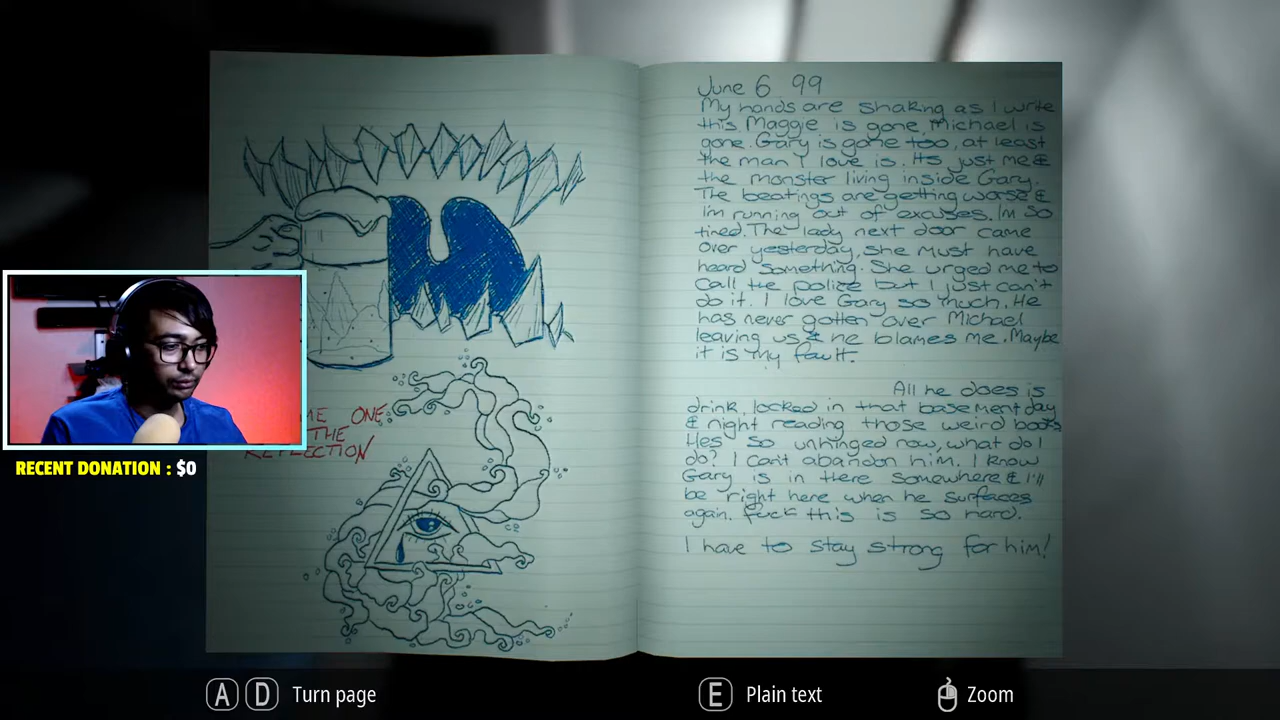 June 6 99
My hands are shaking as I write
this Maggie is gone, Michael is
gone. Gary is gone too, at least
the man I love is. Its just me &
the monster living inside Gary.
The beatings are getting worse &
Im running out of excuses. Im so
tired. The lady next door came
over yesterday, she must have
heard something. She urged me to
call the police but I just can't
do it. I love Gary so much. He
has never gotten over Michael
leaving us & he blames me. Maybe
it is my fault.
All he does is
drink, locked in that basement day
& night reading those weird books
Hes so unhinged now, what do I
do? I cant abandon him. I know
Gary is in there somewhere & I'll
be right here when he surfaces
again. Fuck this is so hard.
I have to stay strong for him!
ONE
THE
REFLECTION
RECENT DONATION : $0
A D Turn page
E Plain text
Zoom